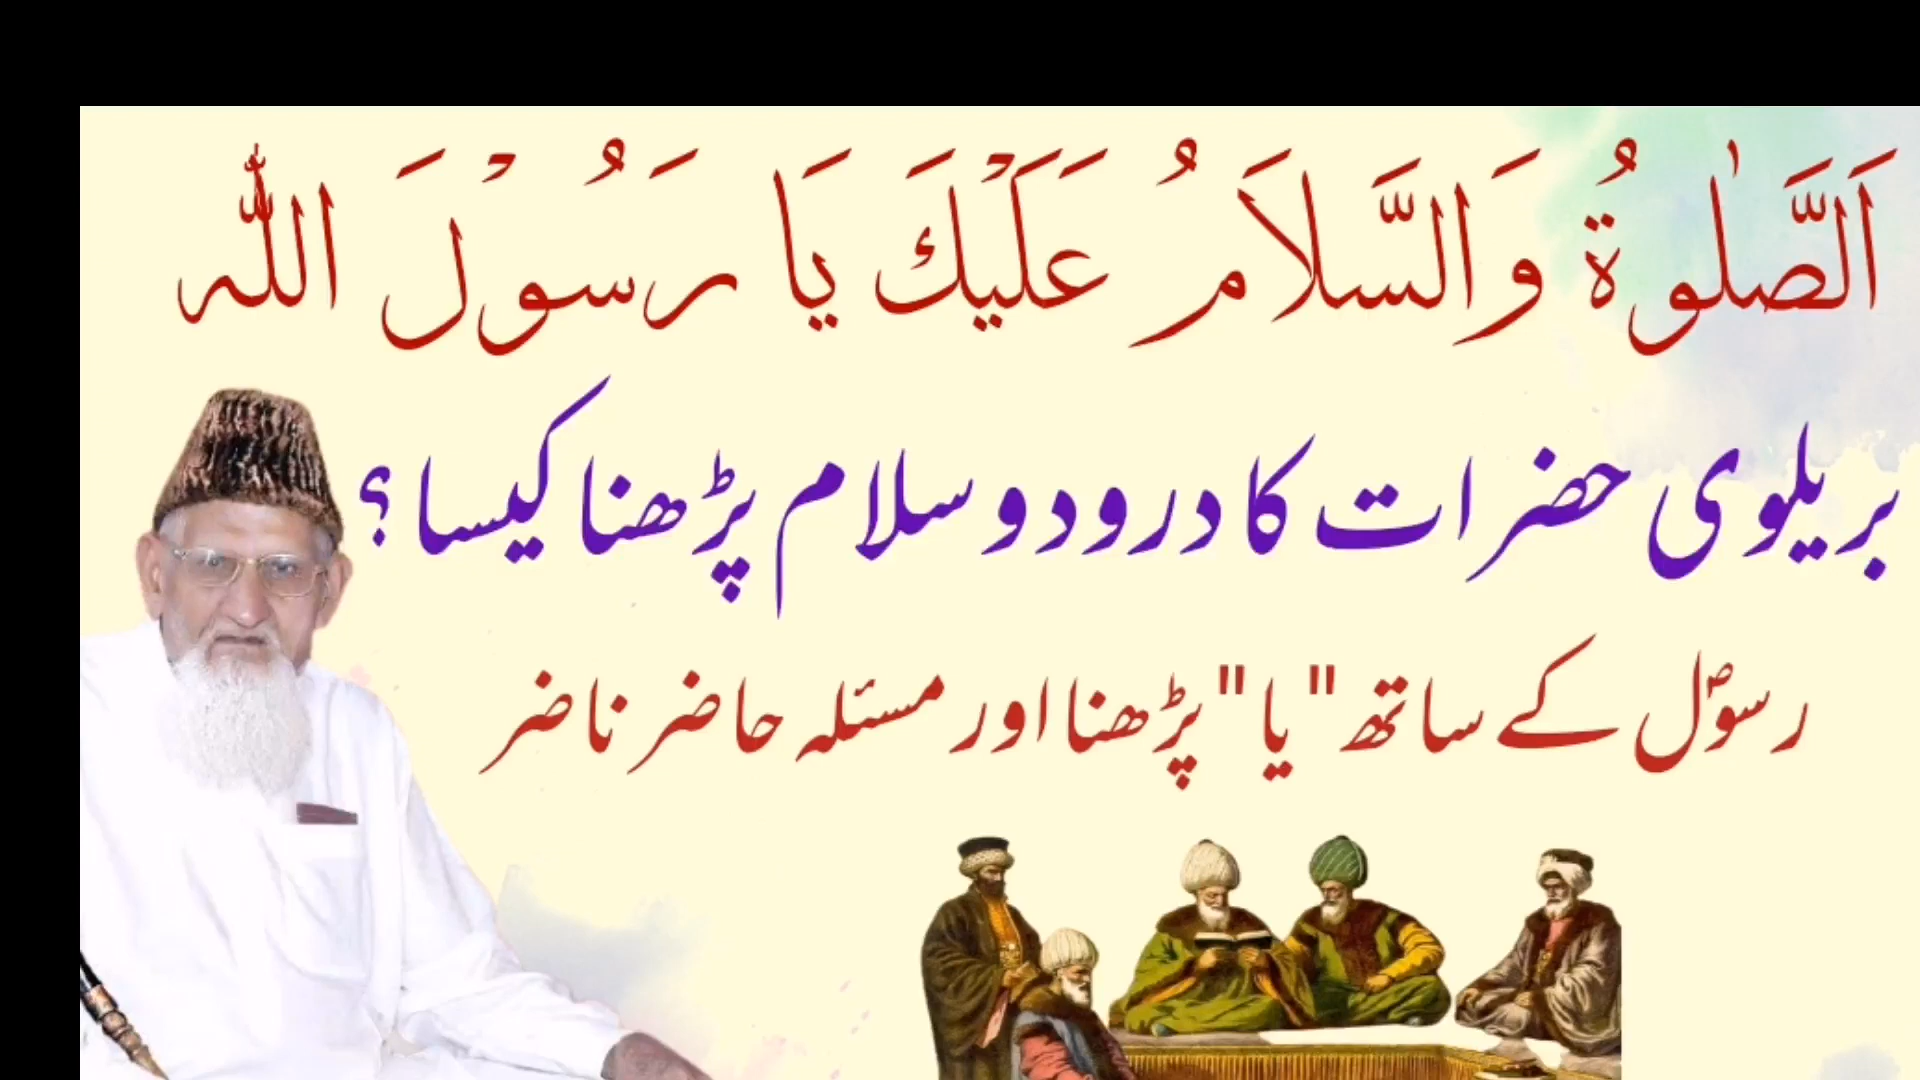 اَلصَّلٰوۃُ وَالسَّلَامُ عَلَیْكَ یَا رَسُوْلَ اللّٰہ
بریلوی حضرات کا درود و سلام پڑھنا کیسا؟
رسولؐ کے ساتھ "یا" پڑھنا اور مسئلہ حاضر ناضر